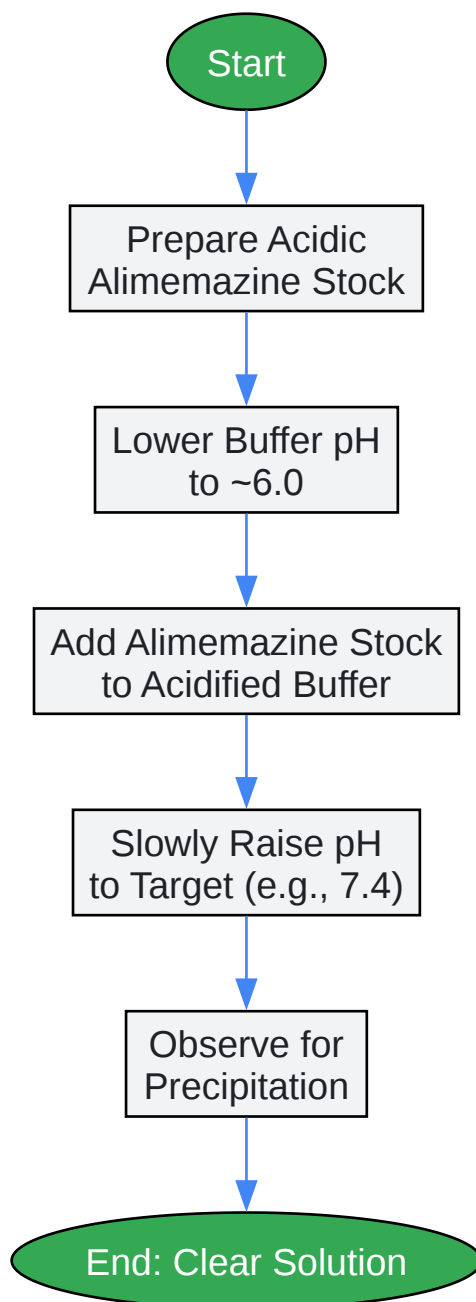 Start
Prepare Acidic
Alimemazine Stock
Lower Buffer pH
to ~6.0
Add Alimemazine Stock
to Acidified Buffer
Slowly Raise pH
to Target (e.g., 7.4)
Observe for
Precipitation
End: Clear Solution